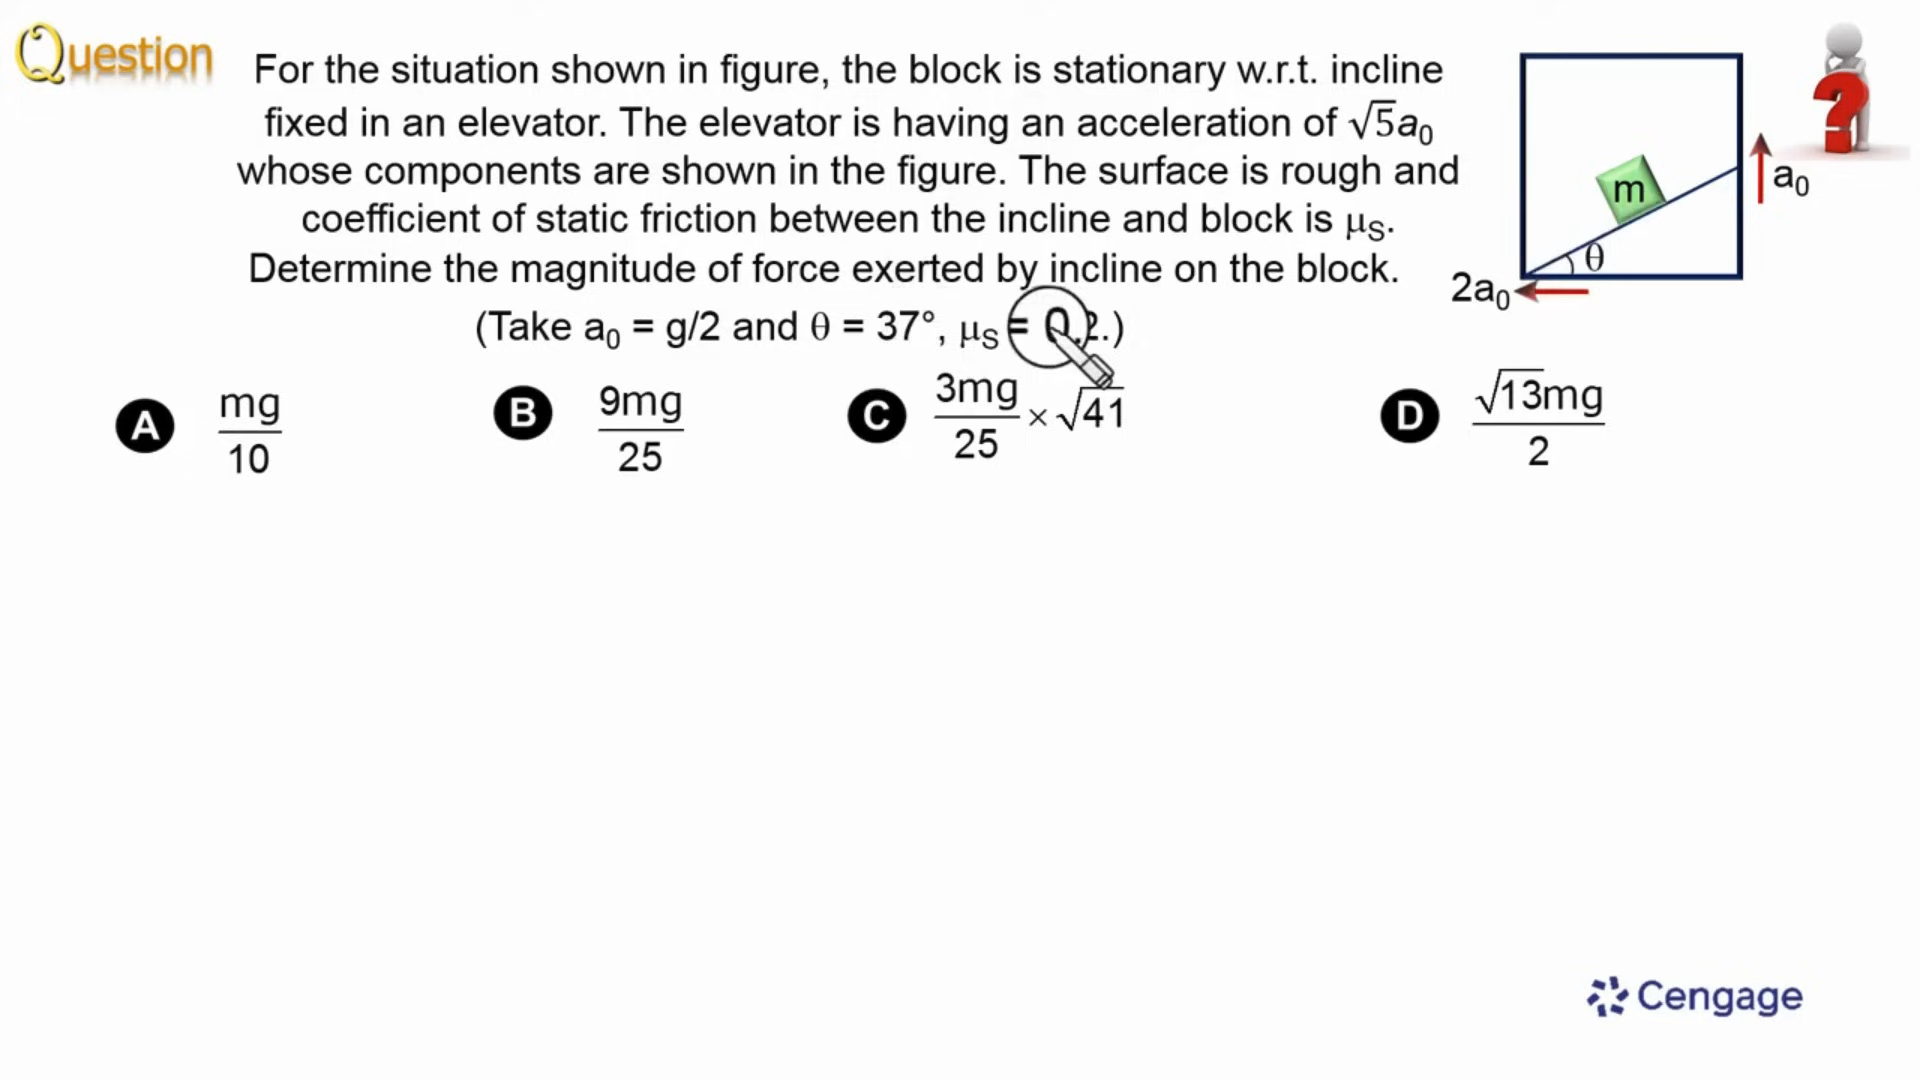 Question
For the situation shown in figure, the block is stationary w.r.t. incline
fixed in an elevator. The elevator is having an acceleration of √5a₀
whose components are shown in the figure. The surface is rough and
coefficient of static friction between the incline and block is μₛ.
Determine the magnitude of force exerted by incline on the block.
(Take a₀ = g/2 and θ = 37°, μₛ = 0.2.)
m
θ
a₀
2a₀
A mg/10
B 9mg/25
C 3mg/25 × √41
D √13mg/2
Cengage